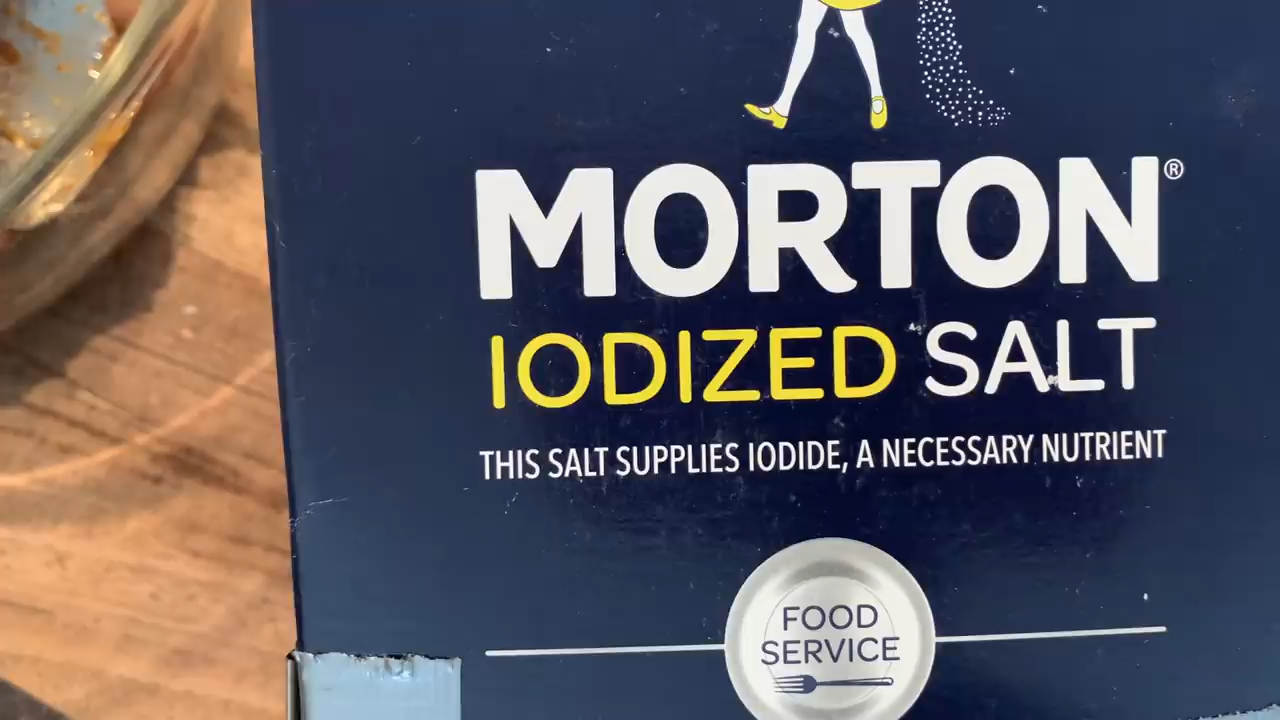 MORTON®
IODIZED SALT
THIS SALT SUPPLIES IODIDE, A NECESSARY NUTRIENT
FOOD
SERVICE